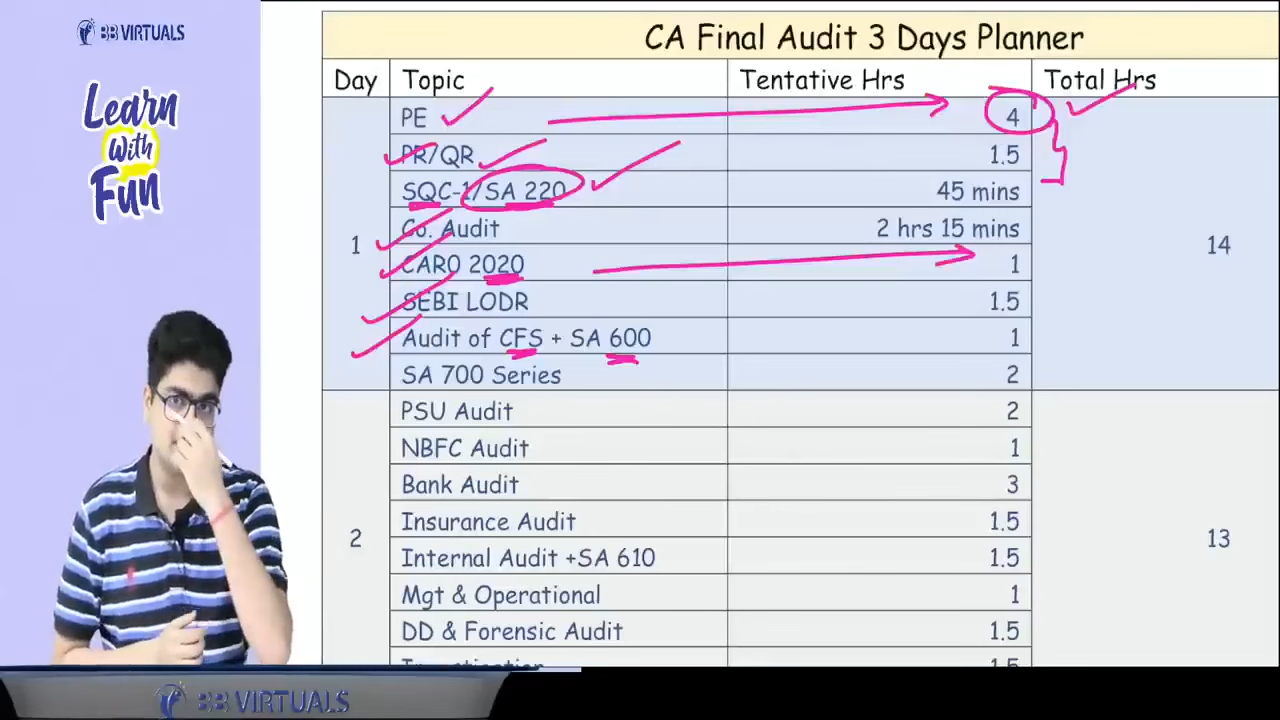 BB VIRTUALS
Learn
With
Fun
CA Final Audit 3 Days Planner
Day Topic Tentative Hrs Total Hrs
PE 4
PR/QR 1.5
SQC-1/SA 220 45 mins
Co. Audit 2 hrs 15 mins
1 14
CARO 2020 1
SEBI LODR 1.5
Audit of CFS + SA 600 1
SA 700 Series 2
PSU Audit 2
NBFC Audit 1
Bank Audit 3
Insurance Audit 1.5
2 13
Internal Audit +SA 610 1.5
Mgt & Operational 1
DD & Forensic Audit 1.5
Investigation 1.5
BB VIRTUALS